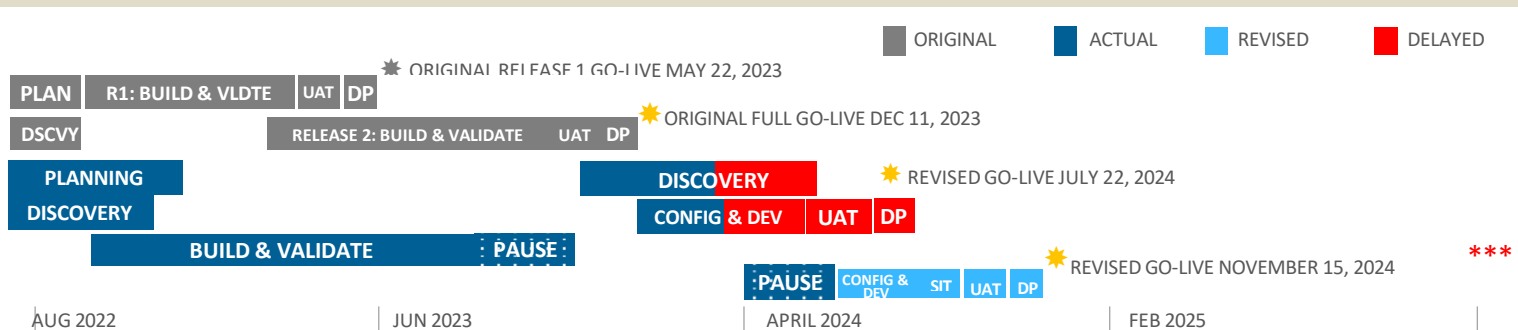 ORIGINAL
ACTUAL
REVISED
DELAYED
ORIGINAL RELEASE 1 GO-LIVE MAY 22, 2023
PLAN
R1: BUILD & VLDTE
UAT
DP
ORIGINAL FULL GO-LIVE DEC 11, 2023
DSCVY
RELEASE 2: BUILD & VALIDATE
UAT
DP
PLANNING
DISCOVERY
REVISED GO-LIVE JULY 22, 2024
DISCOVERY
CONFIG & DEV
UAT
DP
BUILD & VALIDATE
PAUSE
***
REVISED GO-LIVE NOVEMBER 15, 2024
PAUSE
CONFIG &
DEV
SIT
UAT
DP
AUG 2022
JUN 2023
APRIL 2024
FEB 2025